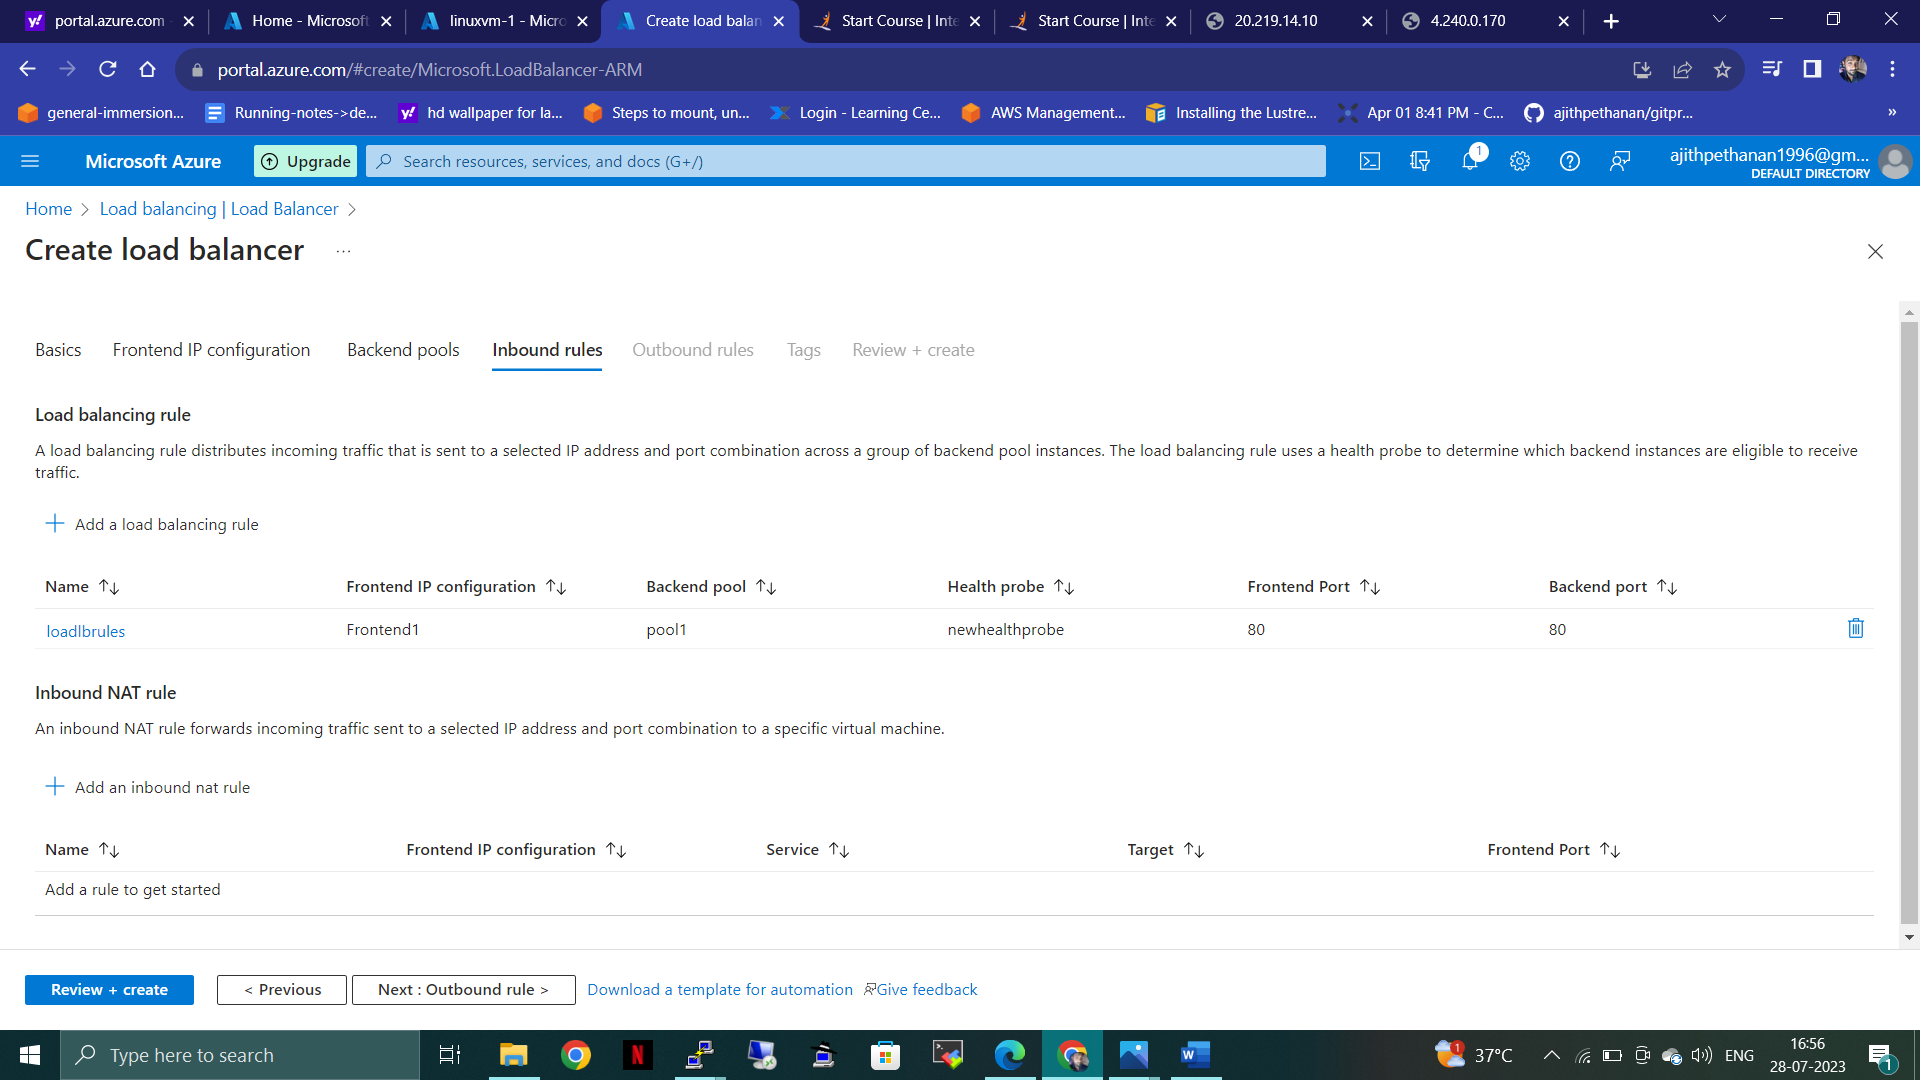 portal.azure.com
Home - Microsoft
linuxvm-1 - Micro
Create load balan
Start Course | Inte
Start Course | Inte
20.219.14.10
4.240.0.170
portal.azure.com/#create/Microsoft.LoadBalancer-ARM
general-immersion...
Running-notes->de...
hd wallpaper for la...
Steps to mount, un...
Login - Learning Ce...
AWS Management...
Installing the Lustre...
Apr 01 8:41 PM - C...
ajithpethanan/gitpr...
»
Microsoft Azure
Upgrade
Search resources, services, and docs (G+/)
1
ajithpethanan1996@gm...
DEFAULT DIRECTORY
Home > Load balancing | Load Balancer >
Create load balancer ...
Basics Frontend IP configuration Backend pools Inbound rules Outbound rules Tags Review + create
Load balancing rule
A load balancing rule distributes incoming traffic that is sent to a selected IP address and port combination across a group of backend pool instances. The load balancing rule uses a health probe to determine which backend instances are eligible to receive
traffic.
+ Add a load balancing rule
Name ↑↓ Frontend IP configuration ↑↓ Backend pool ↑↓ Health probe ↑↓ Frontend Port ↑↓ Backend port ↑↓
loadlbrules Frontend1 pool1 newhealthprobe 80 80
Inbound NAT rule
An inbound NAT rule forwards incoming traffic sent to a selected IP address and port combination to a specific virtual machine.
+ Add an inbound nat rule
Name ↑↓ Frontend IP configuration ↑↓ Service ↑↓ Target ↑↓ Frontend Port ↑↓
Add a rule to get started
Review + create
< Previous
Next : Outbound rule >
Download a template for automation
Give feedback
Type here to search
1
37°C
ENG
16:56
28-07-2023
1